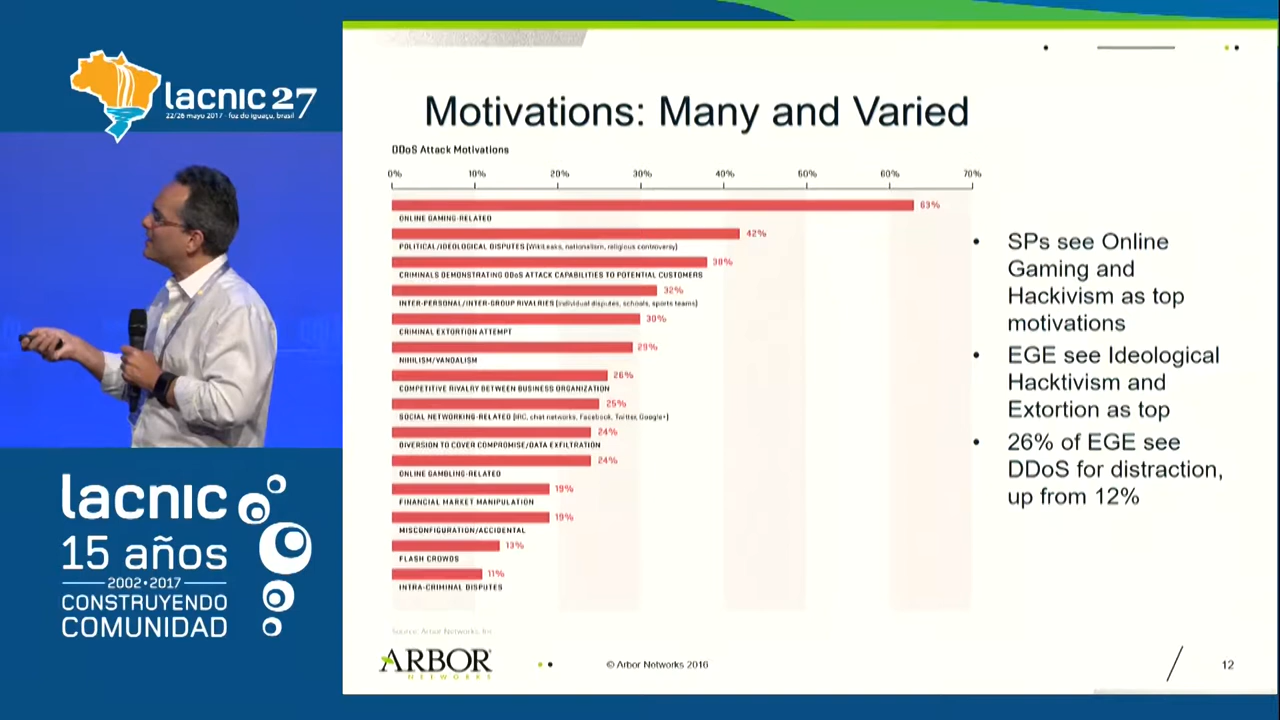 lacnic 27
22/26 mayo 2017 - foz do iguaçu, brasil
lacnic
15 años
2002•2017
CONSTRUYENDO
COMUNIDAD
Motivations: Many and Varied
DDoS Attack Motivations
0% 10% 20% 30% 40% 50% 60% 70%
63%
ONLINE GAMING-RELATED
42%
POLITICAL/IDEOLOGICAL DISPUTES (WikiLeaks, nationalism, religious controversy)
38%
CRIMINALS DEMONSTRATING DDoS ATTACK CAPABILITIES TO POTENTIAL CUSTOMERS
32%
INTER-PERSONAL/INTER-GROUP RIVALRIES (individual disputes, schools, sports teams)
30%
CRIMINAL EXTORTION ATTEMPT
29%
NIHILISM/VANDALISM
26%
COMPETITIVE RIVALRY BETWEEN BUSINESS ORGANIZATION
25%
SOCIAL NETWORKING-RELATED (IRC, chat networks, Facebook, Twitter, Google+)
24%
DIVERSION TO COVER COMPROMISE/DATA EXFILTRATION
24%
ONLINE GAMBLING-RELATED
19%
FINANCIAL MARKET MANIPULATION
19%
MISCONFIGURATION/ACCIDENTAL
13%
FLASH CROWDS
11%
INTRA-CRIMINAL DISPUTES
Source: Arbor Networks, Inc.
• SPs see Online
Gaming and
Hackivism as top
motivations
• EGE see Ideological
Hacktivism and
Extortion as top
• 26% of EGE see
DDoS for distraction,
up from 12%
ARBOR
NETWORKS
© Arbor Networks 2016
12